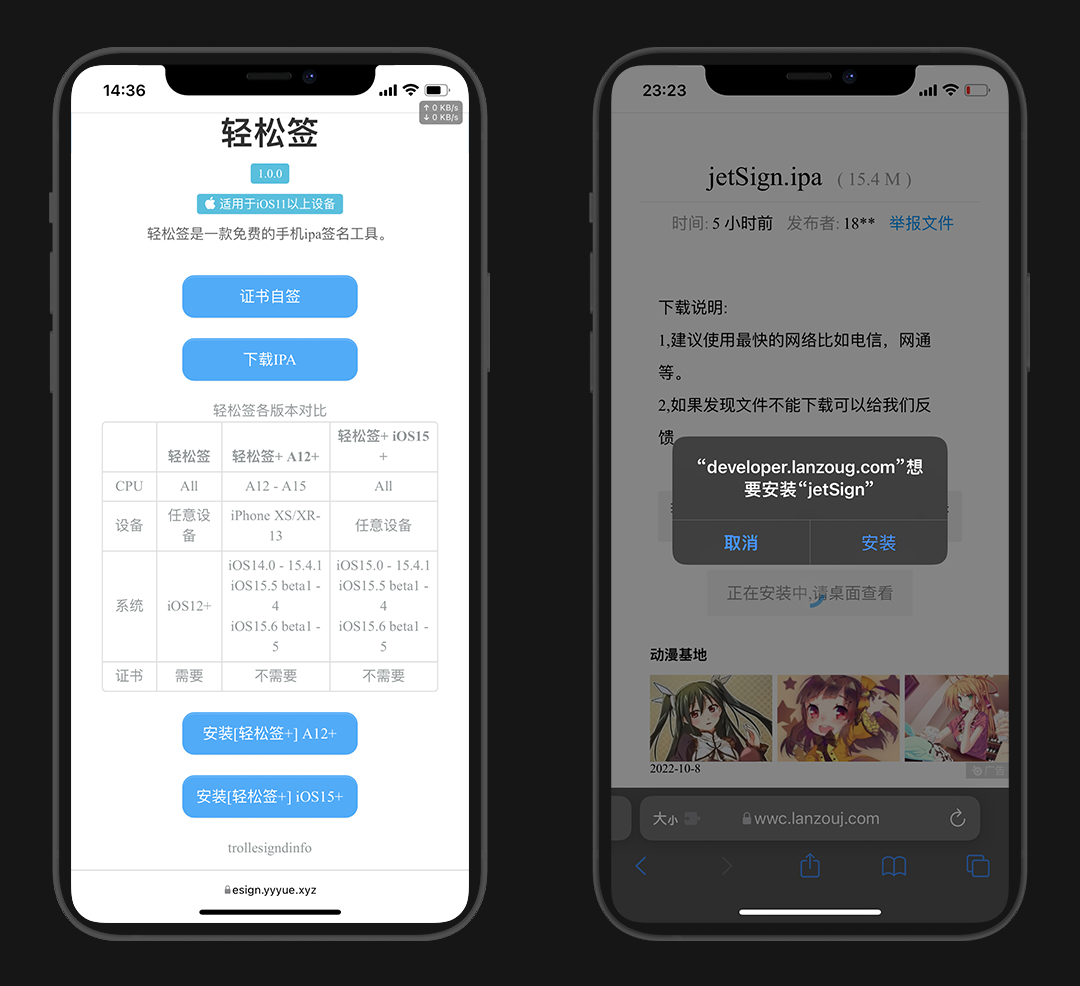 14:36
↑ 0 KB/s
↓ 0 KB/s
轻松签
1.0.0
适用于iOS11以上设备
轻松签是一款免费的手机ipa签名工具。
证书自签
下载IPA
轻松签各版本对比
轻松签 轻松签+ A12+ 轻松签+ iOS15+
CPU All A12 - A15 All
设备 任意设备 iPhone XS/XR-13 任意设备
系统 iOS12+ iOS14.0 - 15.4.1 iOS15.5 beta1 - 4 iOS15.6 beta1 - 5 iOS15.0 - 15.4.1 iOS15.5 beta1 - 4 iOS15.6 beta1 - 5
证书 需要 不需要 不需要
安装[轻松签+] A12+
安装[轻松签+] iOS15+
trollesigndinfo
esign.yyyue.xyz
23:23
jetSign.ipa ( 15.4 M )
时间: 5 小时前 发布者: 18** 举报文件
下载说明:
1,建议使用最快的网络比如电信，网通
等。
2,如果发现文件不能下载可以给我们反
馈
“developer.lanzoug.com”想
要安装“jetSign”
取消 安装
正在安装中,请桌面查看
动漫基地
2022-10-8
广告
大小 wwc.lanzouj.com